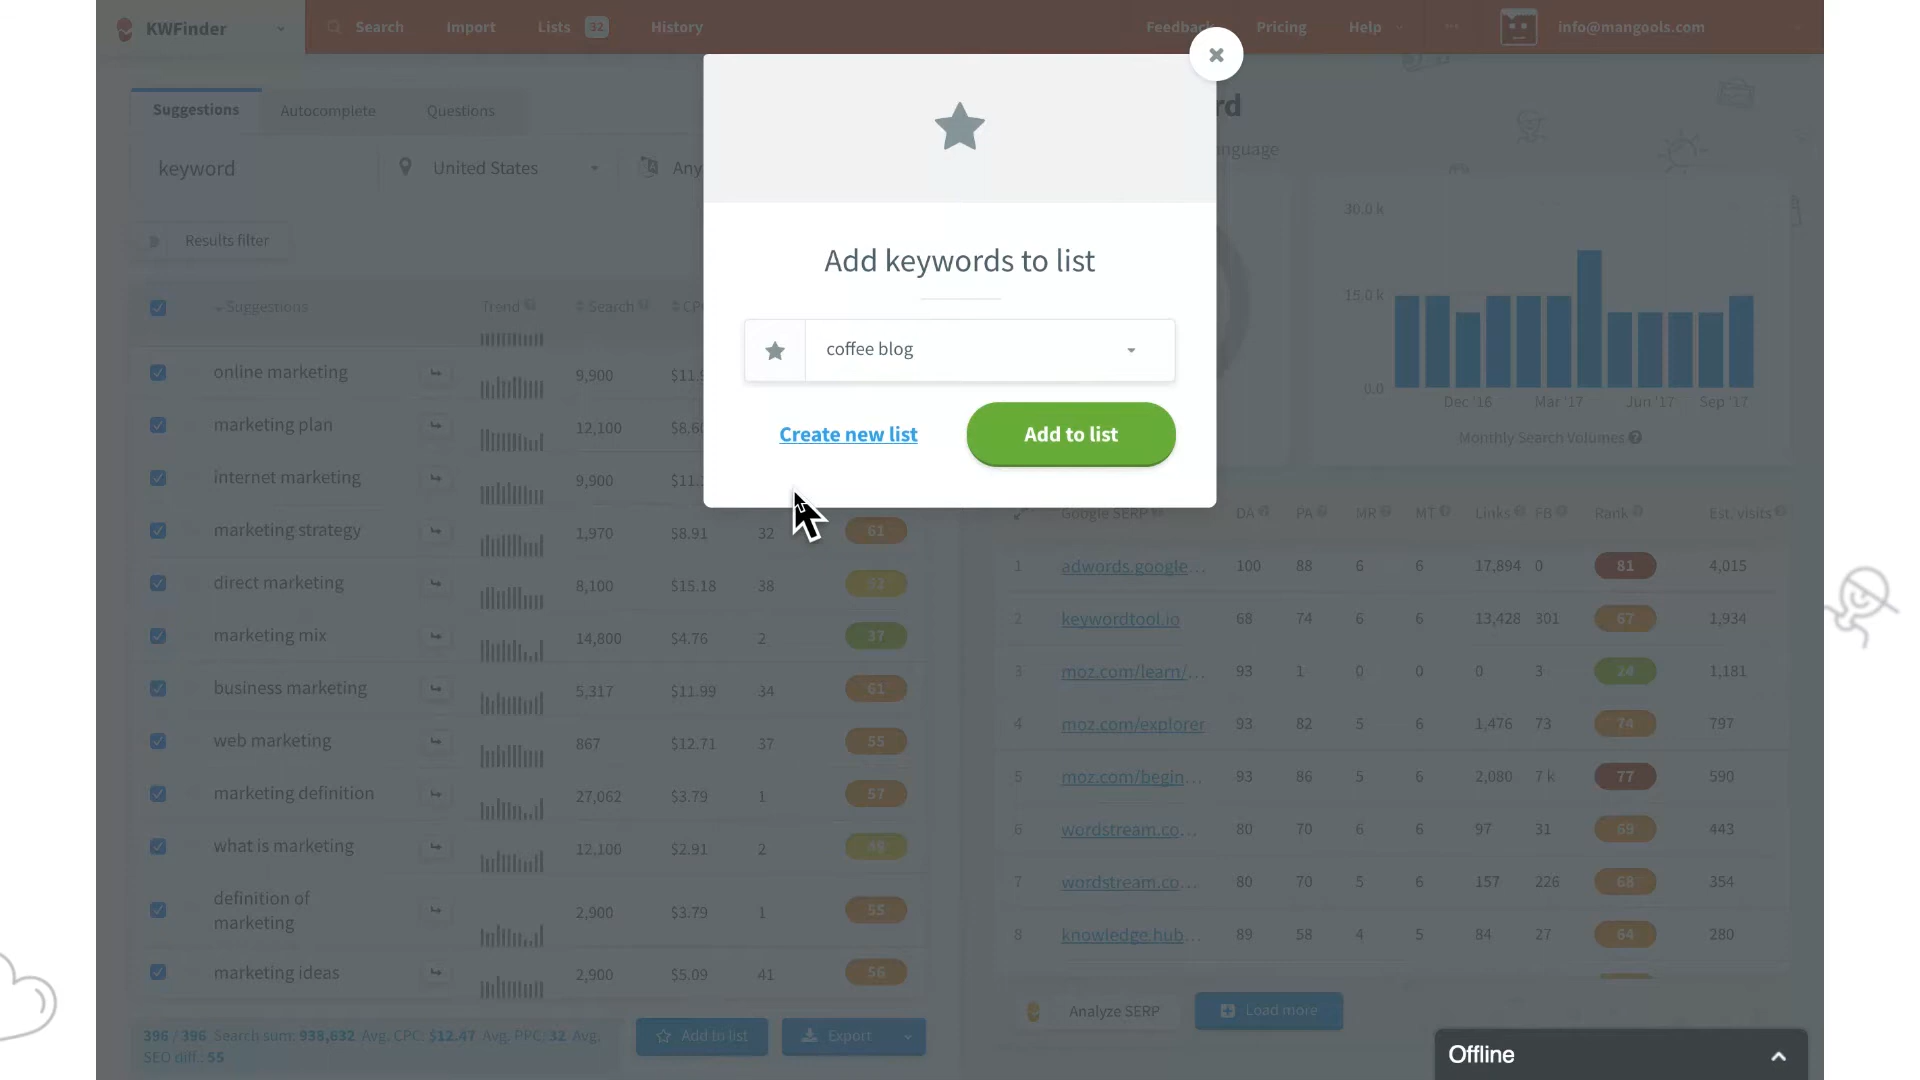 KWFinder
Search
Import
Lists 32
History
Feedback
Pricing
Help
info@mangools.com
Suggestions
Autocomplete
Questions
keyword
United States
Any
Results filter
Add keywords to list
coffee blog
Create new list
Add to list
Suggestions Trend Search
online marketing 9,900
marketing plan 12,100
internet marketing 9,900
marketing strategy 1,970 $8.91 32 61
direct marketing 8,100 $15.18 38
marketing mix 14,800 $4.76 2 37
business marketing 5,317 $11.99 34 61
web marketing 867 $12.71 37 55
marketing definition 27,062 $3.79 1 57
what is marketing 12,100 $2.91 2
definition of
marketing 2,900 $3.79 1 55
marketing ideas 2,900 $5.09 41 56
396 / 396 Search sum: 938,632 Avg. CPC: $12.47 Avg. PPC: 32 Avg.
SEO diff.: 55
Add to list
Export
30.0 k
15.0 k
0.0
Dec '16 Mar '17 Jun '17 Sep '17
Monthly Search Volumes
Google SERP DA PA MR MT Links FB Rank Est. visits
1 adwords.google... 100 88 6 6 17,894 0 81 4,015
2 keywordtool.io 68 74 6 6 13,428 301 67 1,934
3 moz.com/learn/... 93 1 0 0 0 3 24 1,181
4 moz.com/explorer 93 82 5 6 1,476 73 74 797
5 moz.com/begin... 93 86 5 6 2,080 7 k 77 590
6 wordstream.co... 80 70 6 6 97 31 69 443
7 wordstream.co... 80 70 5 6 157 226 68 354
8 knowledge.hub... 89 58 4 5 84 27 64 280
Analyze SERP
Load more
Offline